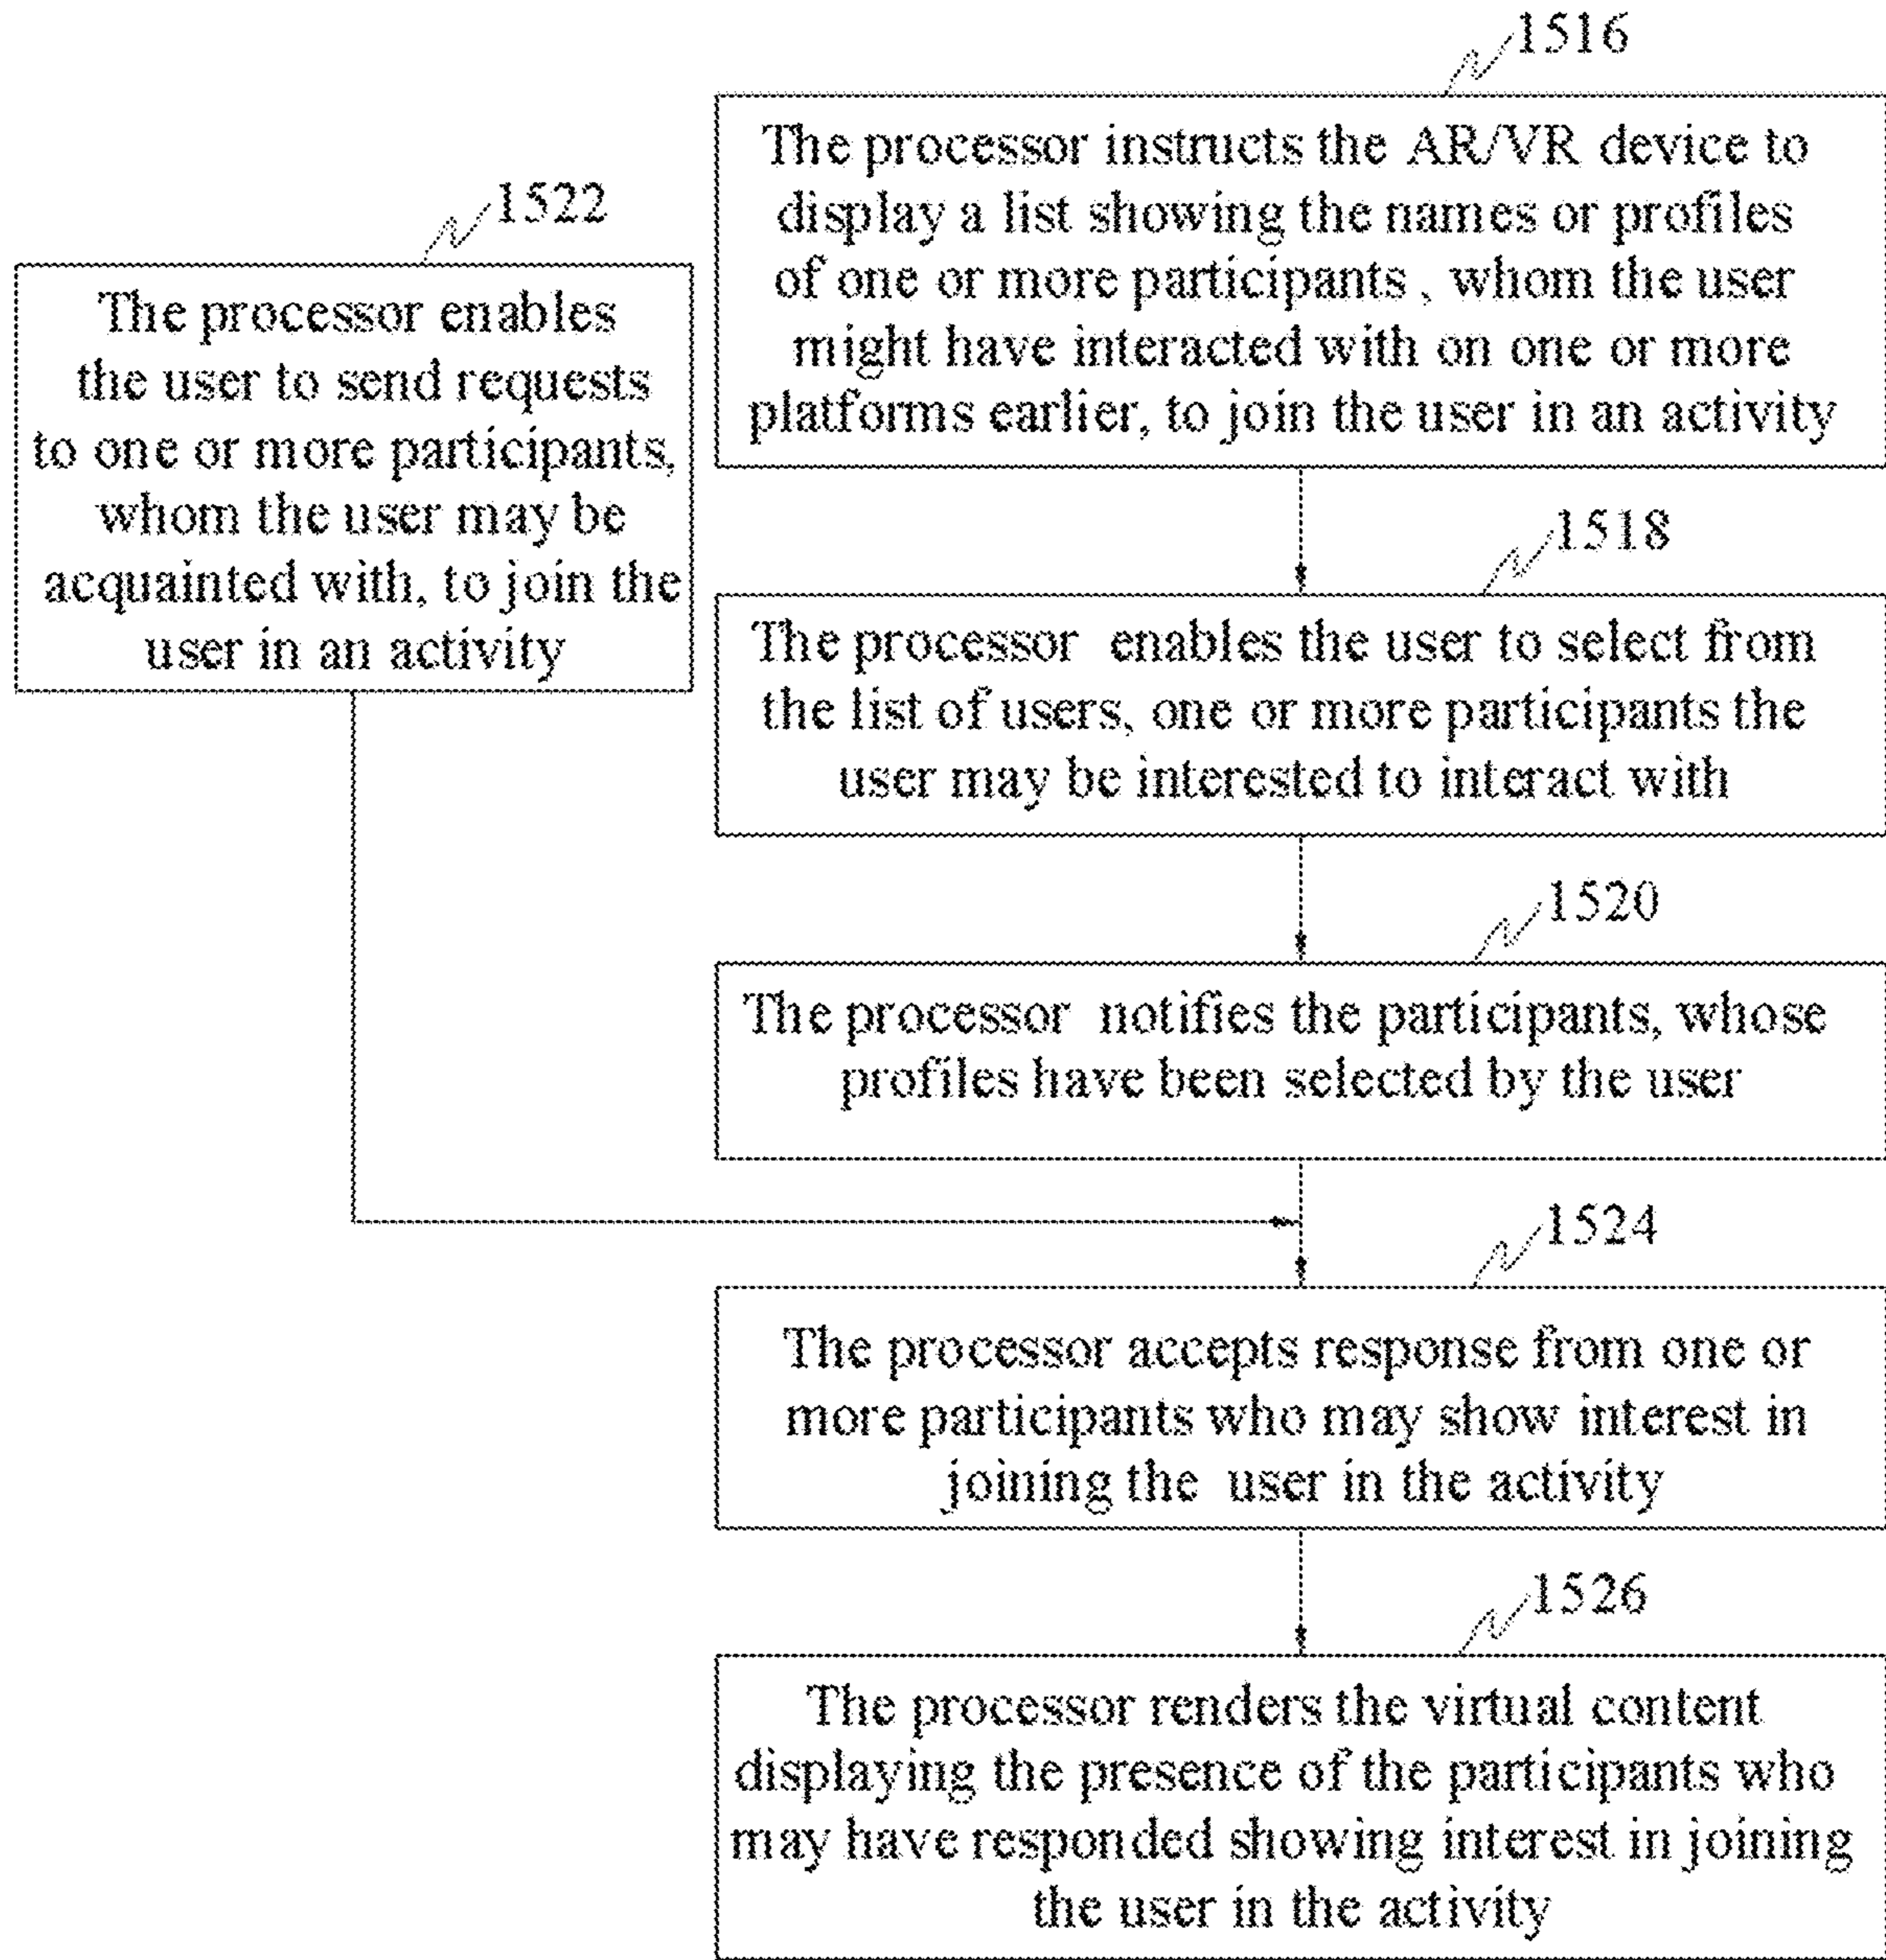 1516
The processor instructs the AR/VR device to
display a list showing the names or profiles
of one or more participants , whom the user
might have interacted with on one or more
platforms earlier, to join the user in an activity
1522
The processor enables
the user to send requests
to one or more participants,
whom the user may be
acquainted with, to join the
user in an activity
1518
The processor enables the user to select from
the list of users, one or more participants the
user may be interested to interact with
1520
The processor notifies the participants, whose
profiles have been selected by the user
1524
The processor accepts response from one or
more participants who may show interest in
joining the user in the activity
1526
The processor renders the virtual content
displaying the presence of the participants who
may have responded showing interest in joining
the user in the activity